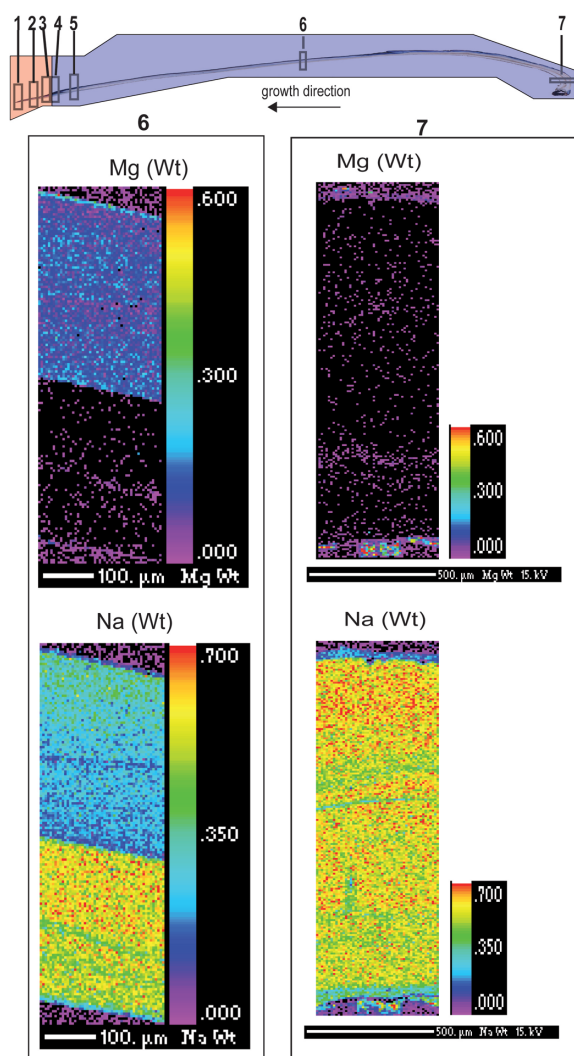 1 2 3 4 5 6 7
growth direction
6 7
Mg (Wt)
.600
.300
.000
100. µm Mg Wt
Mg (Wt)
.600
.300
.000
500. µm Mg Wt 15. kV
Na (Wt)
.700
.350
.000
100. µm Na Wt
Na (Wt)
.700
.350
.000
500. µm Na Wt 15. kV